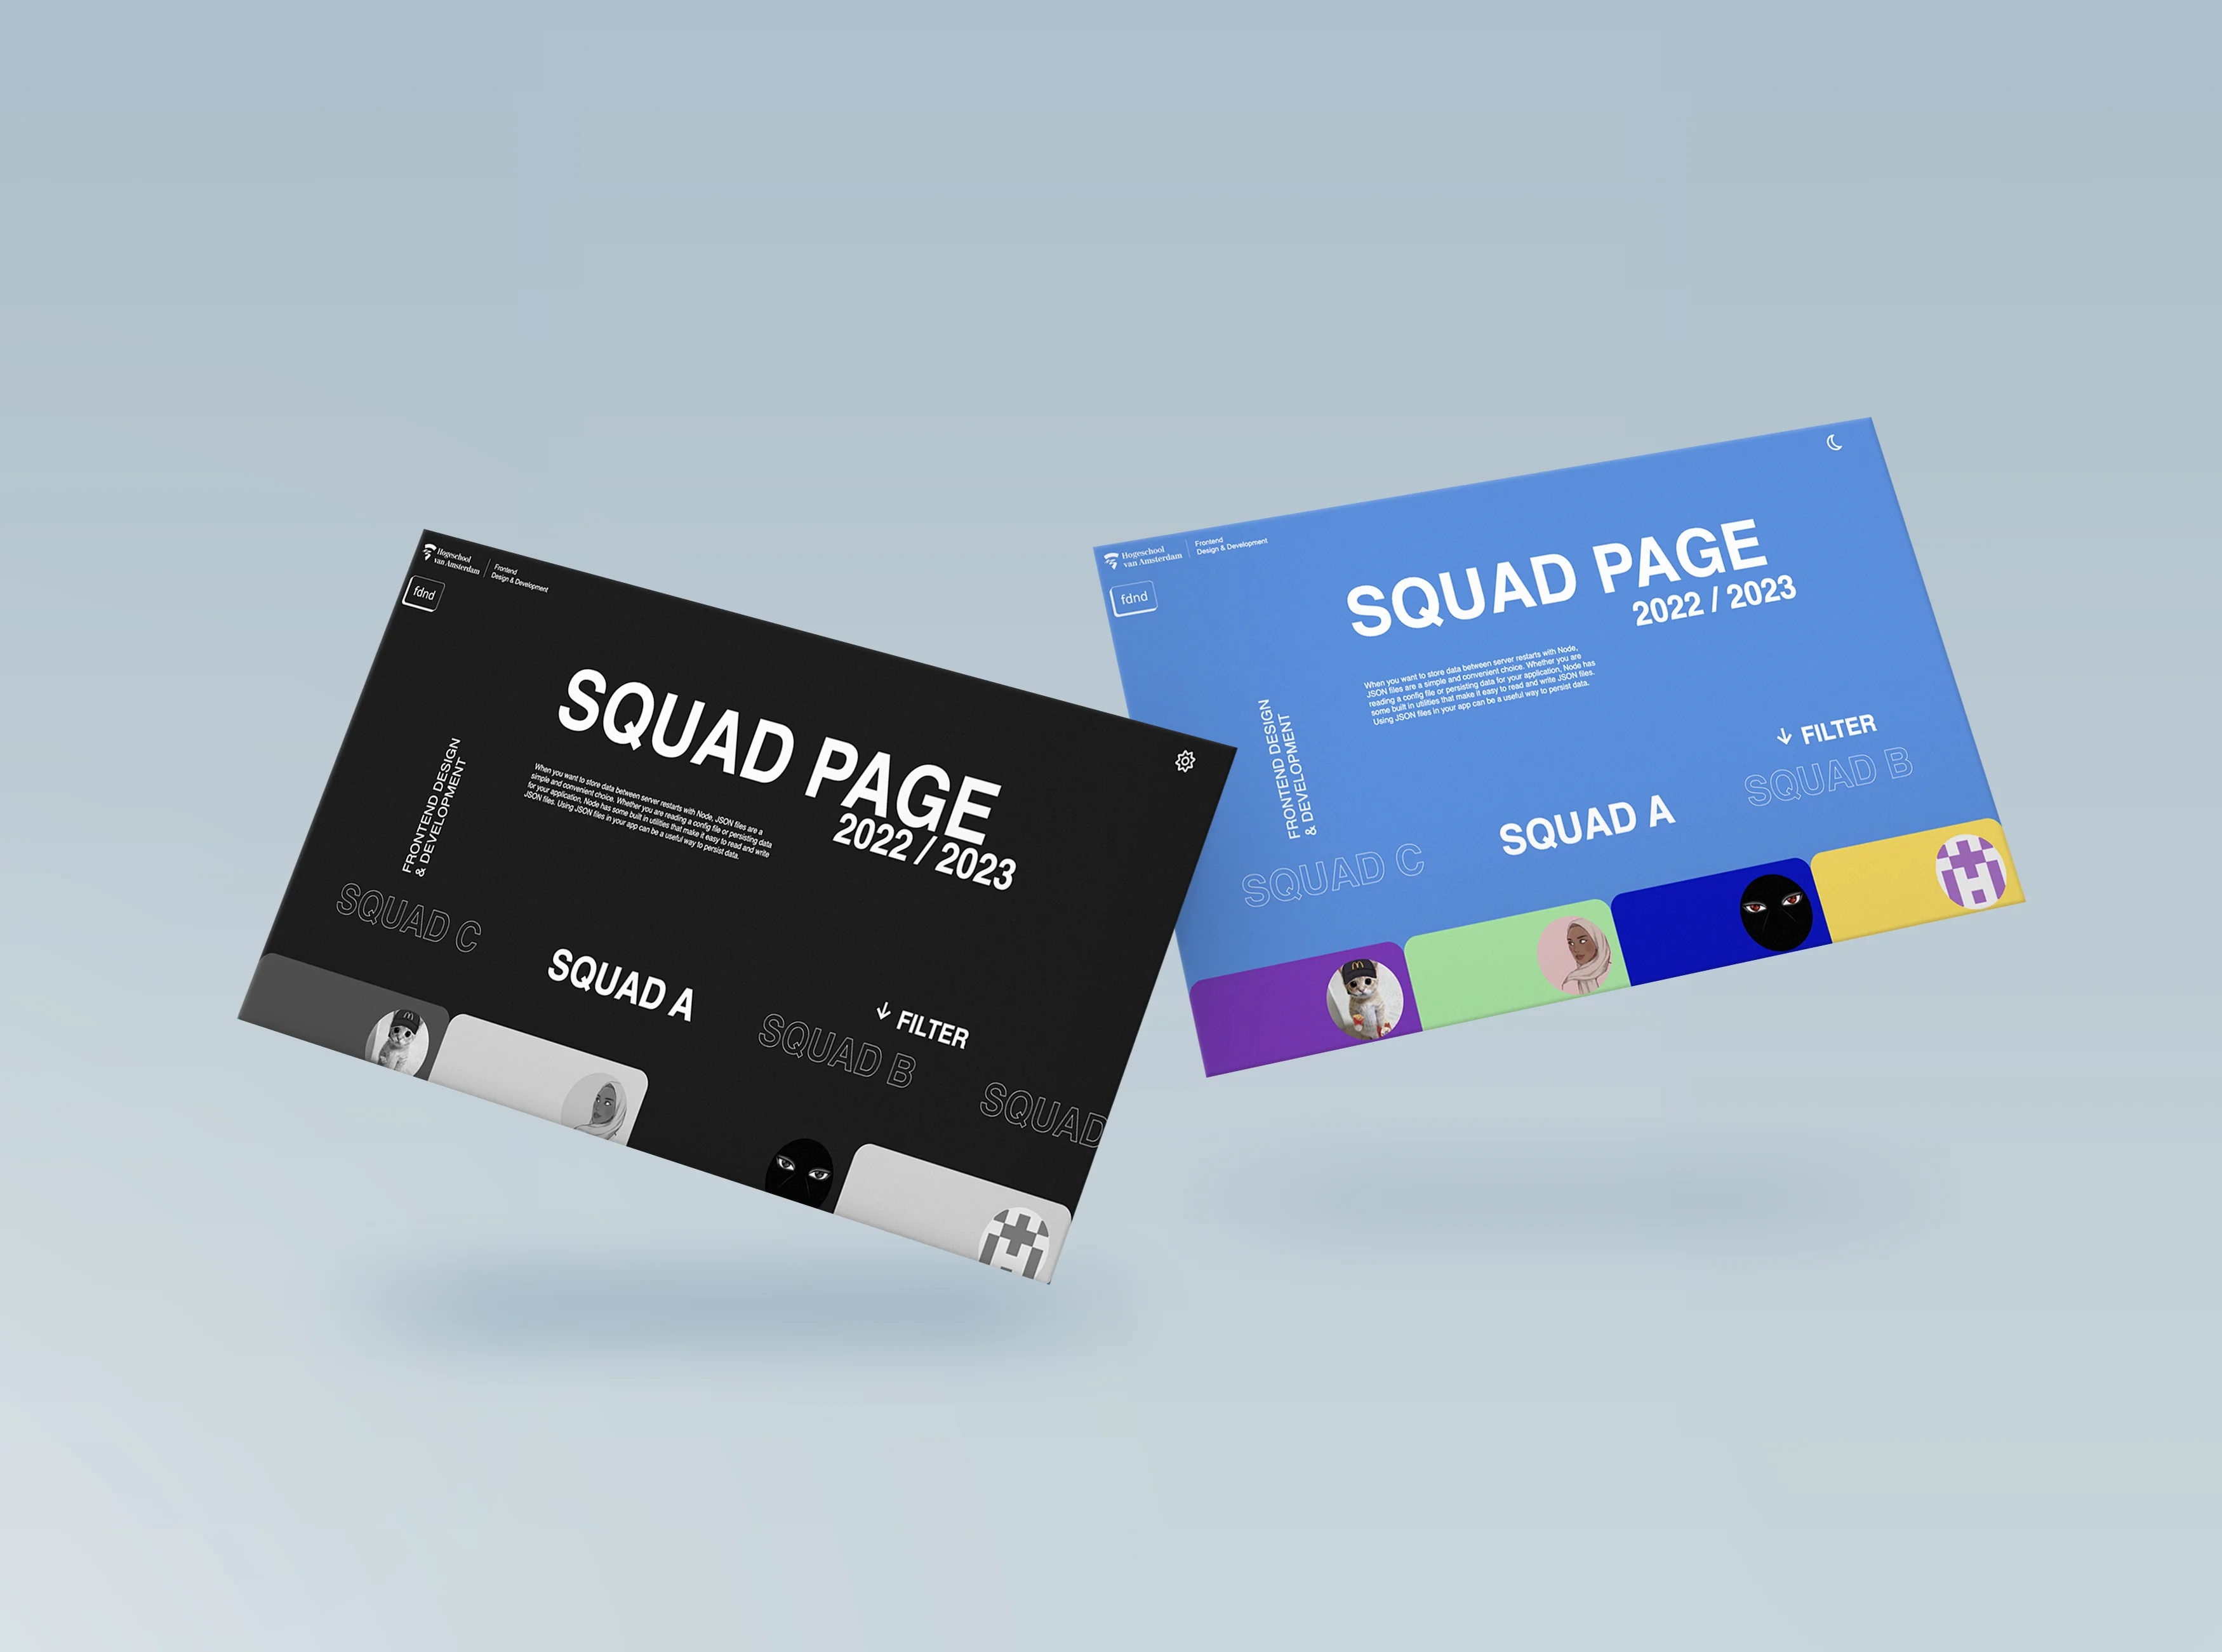 Hogeschool
van Amsterdam
Frontend
Design & Development
fdnd
SQUAD PAGE
2022 / 2023
When you want to store data between server restarts with Node, JSON files are a
simple and convenient choice. Whether you are reading a config file or persisting data
for your application, Node has some built in utilities that make it easy to read and write
JSON files. Using JSON files in your app can be a useful way to persist data.
FRONTEND DESIGN
& DEVELOPMENT
SQUAD C
SQUAD A
FILTER
SQUAD B
SQUAD
Hogeschool
van Amsterdam
Frontend
Design & Development
fdnd
SQUAD PAGE
2022 / 2023
When you want to store data between server restarts with Node,
JSON files are a simple and convenient choice. Whether you are
reading a config file or persisting data for your application, Node has
some built in utilities that make it easy to read and write JSON files.
Using JSON files in your app can be a useful way to persist data.
FRONTEND DESIGN
& DEVELOPMENT
FILTER
SQUAD B
SQUAD A
SQUAD C